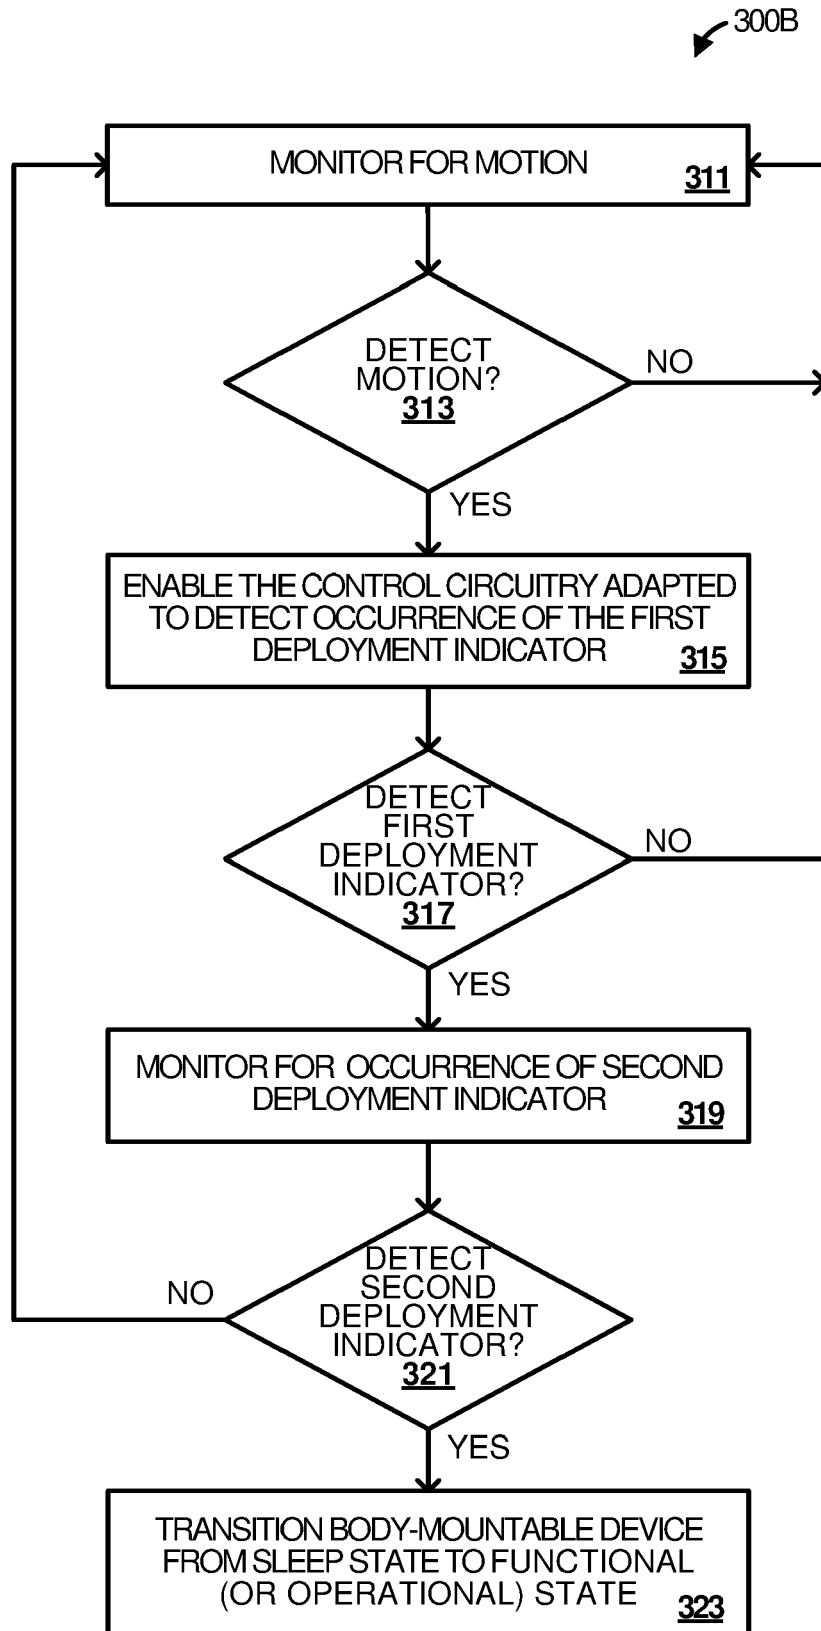 300B
MONITOR FOR MOTION
311
DETECT
MOTION?
313
NO
YES
ENABLE THE CONTROL CIRCUITRY ADAPTED
TO DETECT OCCURRENCE OF THE FIRST
DEPLOYMENT INDICATOR
315
DETECT
FIRST
DEPLOYMENT
INDICATOR?
317
NO
YES
MONITOR FOR OCCURRENCE OF SECOND
DEPLOYMENT INDICATOR
319
DETECT
SECOND
DEPLOYMENT
INDICATOR?
321
NO
YES
TRANSITION BODY-MOUNTABLE DEVICE
FROM SLEEP STATE TO FUNCTIONAL
(OR OPERATIONAL) STATE
323